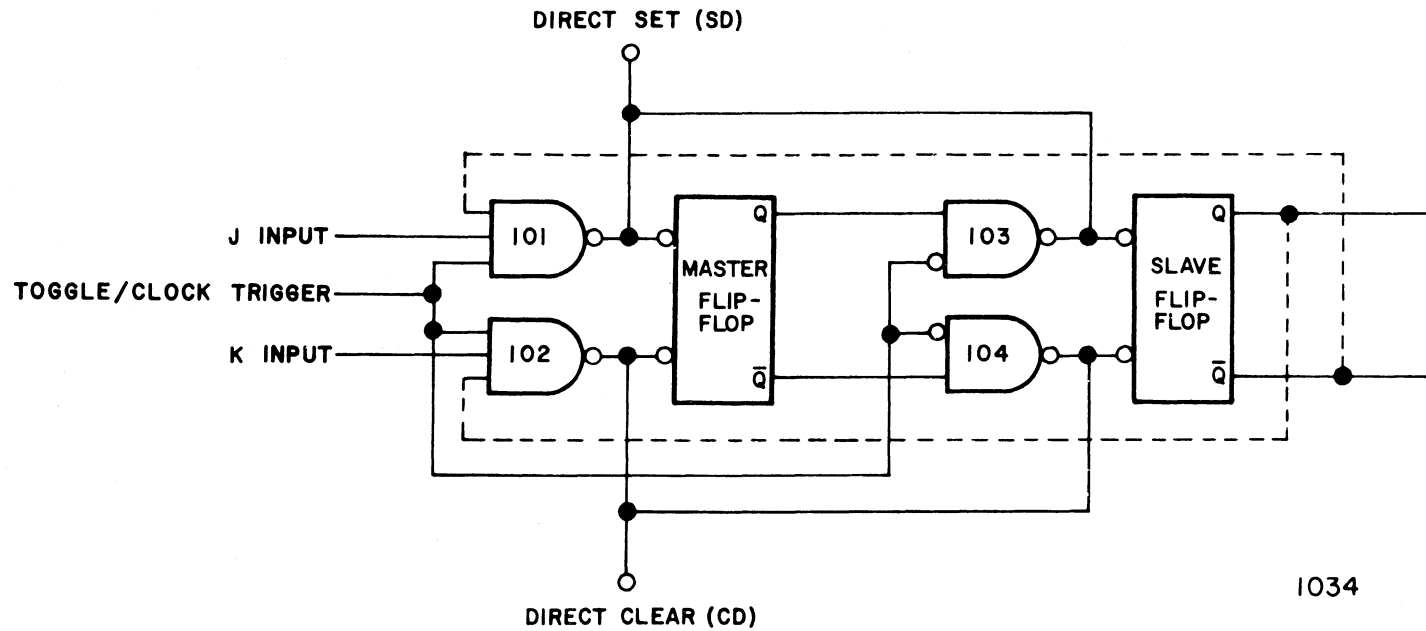 DIRECT SET (SD)
J INPUT
TOGGLE/CLOCK TRIGGER
K INPUT
101
102
MASTER
FLIP-
FLOP
Q
Q̅
103
104
SLAVE
FLIP-
FLOP
Q
Q̅
DIRECT CLEAR (CD)
1034